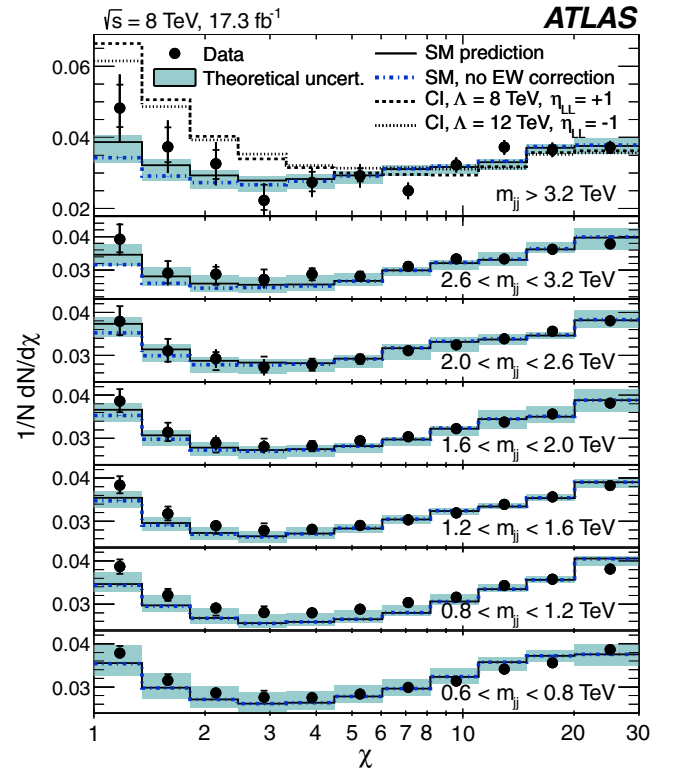 √s = 8 TeV, 17.3 fb⁻¹ ATLAS
Data
Theoretical uncert.
SM prediction
SM, no EW correction
CI, Λ = 8 TeV, η_LL = +1
CI, Λ = 12 TeV, η_LL = -1
0.06
0.04
0.02
m_jj > 3.2 TeV
0.04
0.03
2.6 < m_jj < 3.2 TeV
0.04
0.03
2.0 < m_jj < 2.6 TeV
0.04
0.03
1.6 < m_jj < 2.0 TeV
0.04
0.03
1.2 < m_jj < 1.6 TeV
0.04
0.03
0.8 < m_jj < 1.2 TeV
0.04
0.03
0.6 < m_jj < 0.8 TeV
1/N dN/dχ
1 2 3 4 5 6 7 8 10 20 30
χ